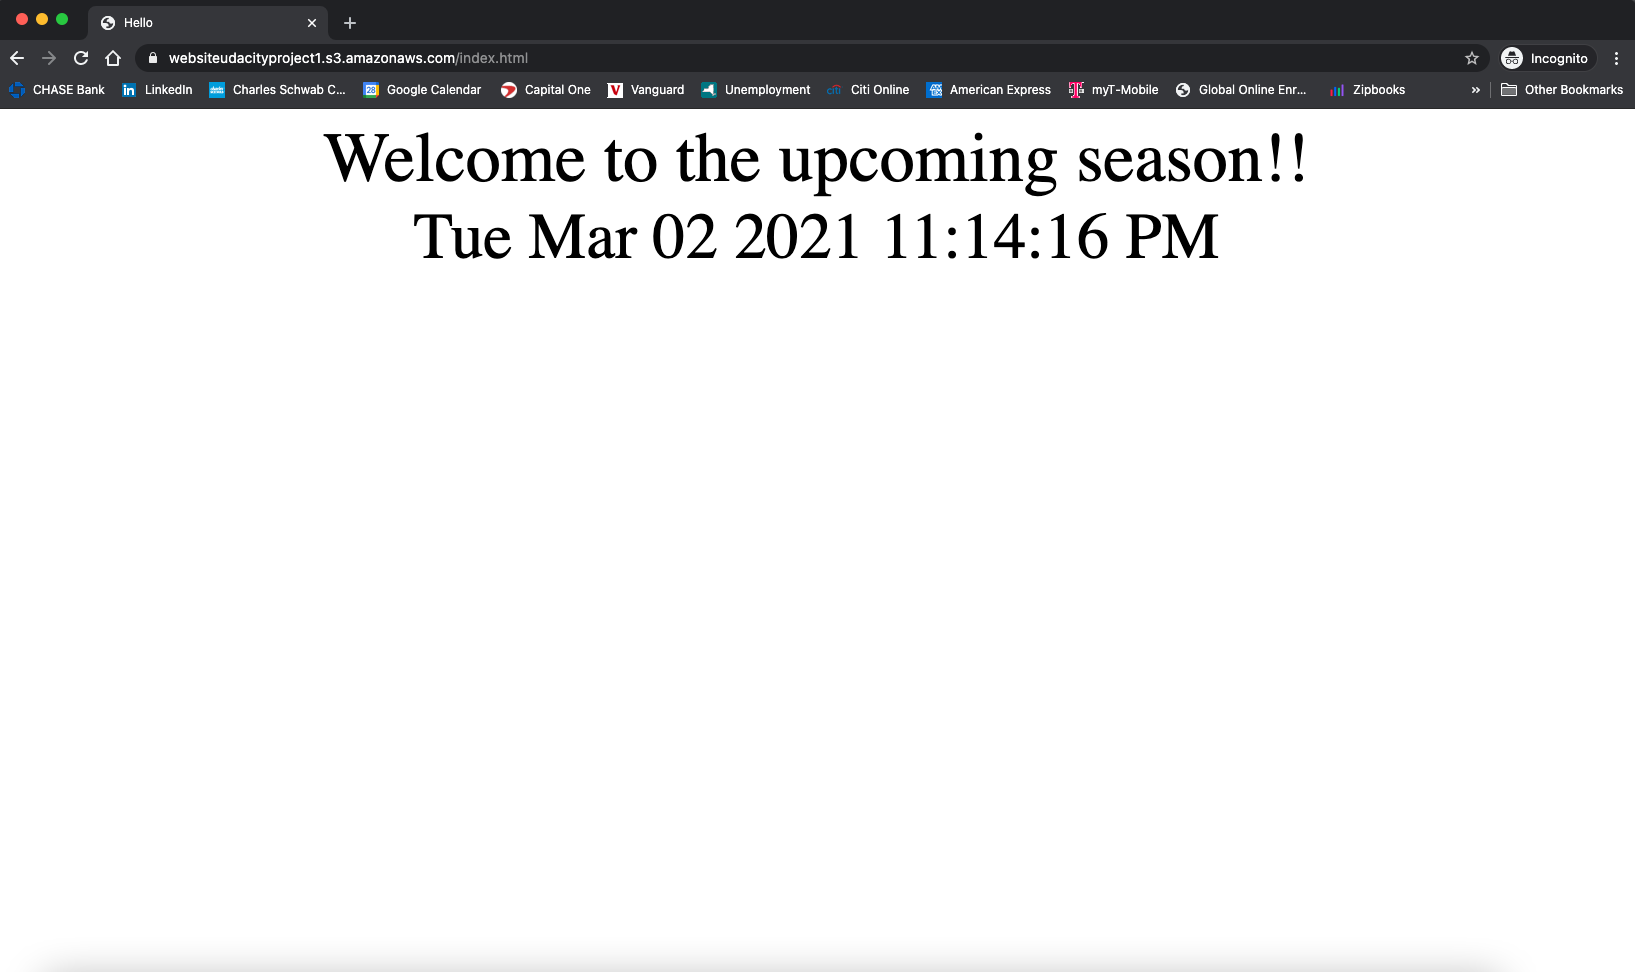 Hello
websiteudacityproject1.s3.amazonaws.com/index.html
Incognito
CHASE Bank LinkedIn Charles Schwab C... 28 Google Calendar Capital One V Vanguard Unemployment citi Citi Online American Express myT-Mobile Global Online Enr... Zipbooks » Other Bookmarks
Welcome to the upcoming season!!
Tue Mar 02 2021 11:14:16 PM